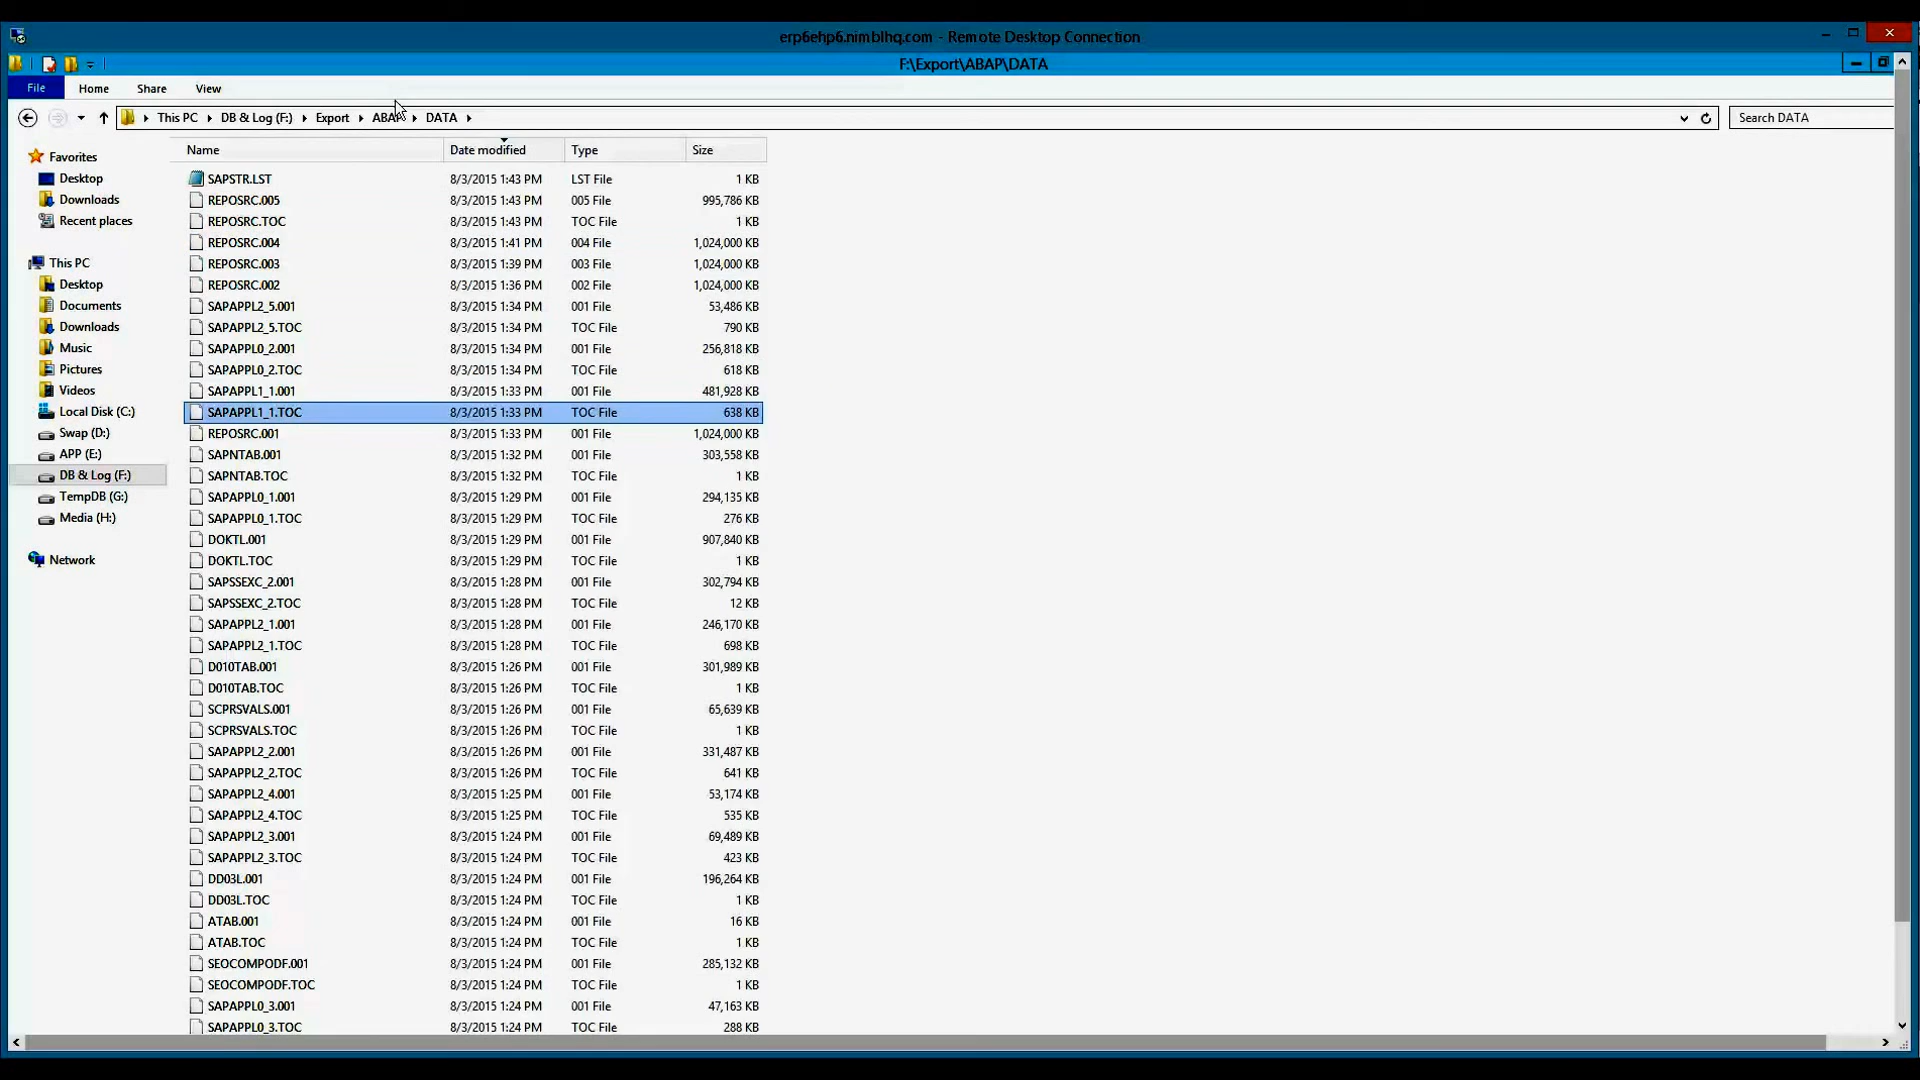 erp6ehp6.nimblhq.com - Remote Desktop Connection
F:\Export\ABAP\DATA
File Home Share View
This PC DB & Log (F:) Export ABAP DATA
Search DATA
Name Date modified Type Size
Favorites
Desktop
Downloads
Recent places
This PC
Desktop
Documents
Downloads
Music
Pictures
Videos
Local Disk (C:)
Swap (D:)
APP (E:)
DB & Log (F:)
TempDB (G:)
Media (H:)
Network
SAPSTR.LST 8/3/2015 1:43 PM LST File 1 KB
REPOSRC.005 8/3/2015 1:43 PM 005 File 995,786 KB
REPOSRC.TOC 8/3/2015 1:43 PM TOC File 1 KB
REPOSRC.004 8/3/2015 1:41 PM 004 File 1,024,000 KB
REPOSRC.003 8/3/2015 1:39 PM 003 File 1,024,000 KB
REPOSRC.002 8/3/2015 1:36 PM 002 File 1,024,000 KB
SAPAPPL2_5.001 8/3/2015 1:34 PM 001 File 53,486 KB
SAPAPPL2_5.TOC 8/3/2015 1:34 PM TOC File 790 KB
SAPAPPL0_2.001 8/3/2015 1:34 PM 001 File 256,818 KB
SAPAPPL0_2.TOC 8/3/2015 1:34 PM TOC File 618 KB
SAPAPPL1_1.001 8/3/2015 1:33 PM 001 File 481,928 KB
SAPAPPL1_1.TOC 8/3/2015 1:33 PM TOC File 638 KB
REPOSRC.001 8/3/2015 1:33 PM 001 File 1,024,000 KB
SAPNTAB.001 8/3/2015 1:32 PM 001 File 303,558 KB
SAPNTAB.TOC 8/3/2015 1:32 PM TOC File 1 KB
SAPAPPL0_1.001 8/3/2015 1:29 PM 001 File 294,135 KB
SAPAPPL0_1.TOC 8/3/2015 1:29 PM TOC File 276 KB
DOKTL.001 8/3/2015 1:29 PM 001 File 907,840 KB
DOKTL.TOC 8/3/2015 1:29 PM TOC File 1 KB
SAPSSEXC_2.001 8/3/2015 1:28 PM 001 File 302,794 KB
SAPSSEXC_2.TOC 8/3/2015 1:28 PM TOC File 12 KB
SAPAPPL2_1.001 8/3/2015 1:28 PM 001 File 246,170 KB
SAPAPPL2_1.TOC 8/3/2015 1:28 PM TOC File 698 KB
D010TAB.001 8/3/2015 1:26 PM 001 File 301,989 KB
D010TAB.TOC 8/3/2015 1:26 PM TOC File 1 KB
SCPRSVALS.001 8/3/2015 1:26 PM 001 File 65,639 KB
SCPRSVALS.TOC 8/3/2015 1:26 PM TOC File 1 KB
SAPAPPL2_2.001 8/3/2015 1:26 PM 001 File 331,487 KB
SAPAPPL2_2.TOC 8/3/2015 1:26 PM TOC File 641 KB
SAPAPPL2_4.001 8/3/2015 1:25 PM 001 File 53,174 KB
SAPAPPL2_4.TOC 8/3/2015 1:25 PM TOC File 535 KB
SAPAPPL2_3.001 8/3/2015 1:24 PM 001 File 69,489 KB
SAPAPPL2_3.TOC 8/3/2015 1:24 PM TOC File 423 KB
DD03L.001 8/3/2015 1:24 PM 001 File 196,264 KB
DD03L.TOC 8/3/2015 1:24 PM TOC File 1 KB
ATAB.001 8/3/2015 1:24 PM 001 File 16 KB
ATAB.TOC 8/3/2015 1:24 PM TOC File 1 KB
SEOCOMPODF.001 8/3/2015 1:24 PM 001 File 285,132 KB
SEOCOMPODF.TOC 8/3/2015 1:24 PM TOC File 1 KB
SAPAPPL0_3.001 8/3/2015 1:24 PM 001 File 47,163 KB
SAPAPPL0_3.TOC 8/3/2015 1:24 PM TOC File 288 KB